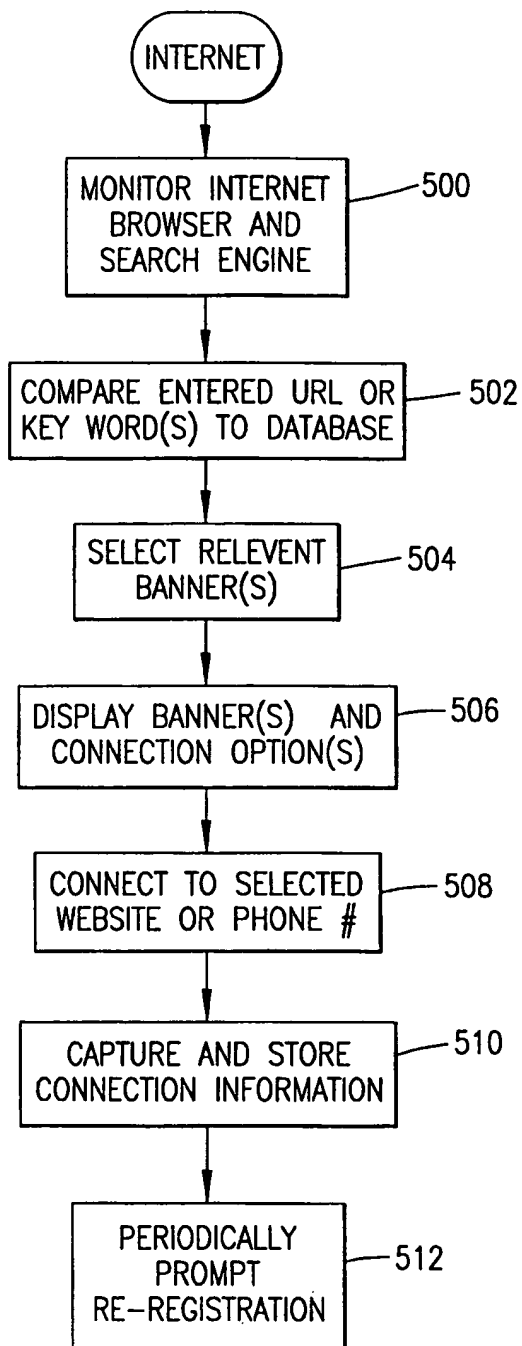 INTERNET
MONITOR INTERNET
BROWSER AND
SEARCH ENGINE
500
COMPARE ENTERED URL OR
KEY WORD(S) TO DATABASE
502
SELECT RELEVENT
BANNER(S)
504
DISPLAY BANNER(S) AND
CONNECTION OPTION(S)
506
CONNECT TO SELECTED
WEBSITE OR PHONE #
508
CAPTURE AND STORE
CONNECTION INFORMATION
510
PERIODICALLY
PROMPT
RE-REGISTRATION
512